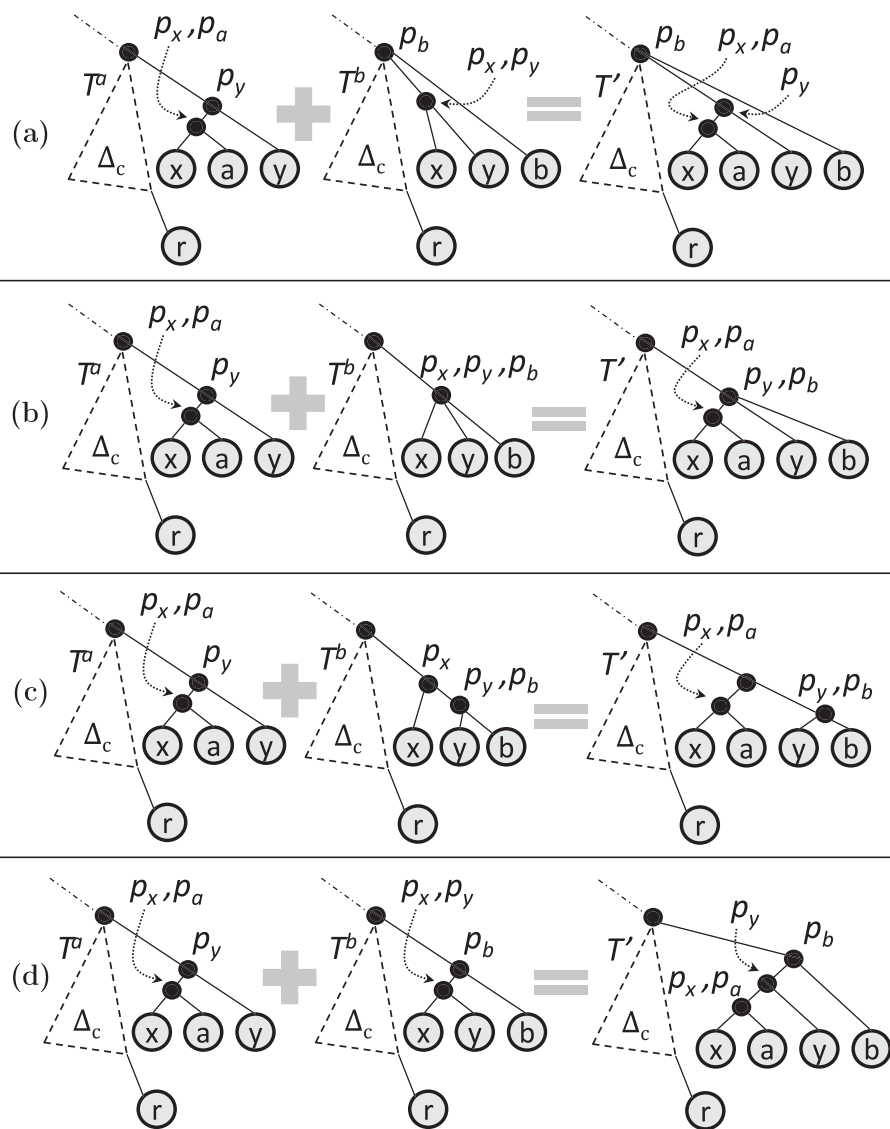 p_x,p_a p_b p_x,p_y p_b p_x,p_a
T^a p_y T^b T' p_y
(a) Δ_c Δ_c Δ_c
x a y x y b x a y b
r r r
p_x,p_a p_x,p_a
T^a p_y T^b p_x,p_y,p_b T' p_y,p_b
(b) Δ_c Δ_c Δ_c
x a y x y b x a y b
r r r
p_x,p_a p_x,p_a
T^a p_y T^b p_x p_y,p_b T' p_y,p_b
(c) Δ_c Δ_c Δ_c
x a y x y b x a y b
r r r
p_x,p_a p_x,p_y p_y
T^a p_y T^b p_b T' p_b
(d) p_x,p_a
Δ_c Δ_c Δ_c
x a y x y b x a y b
r r r